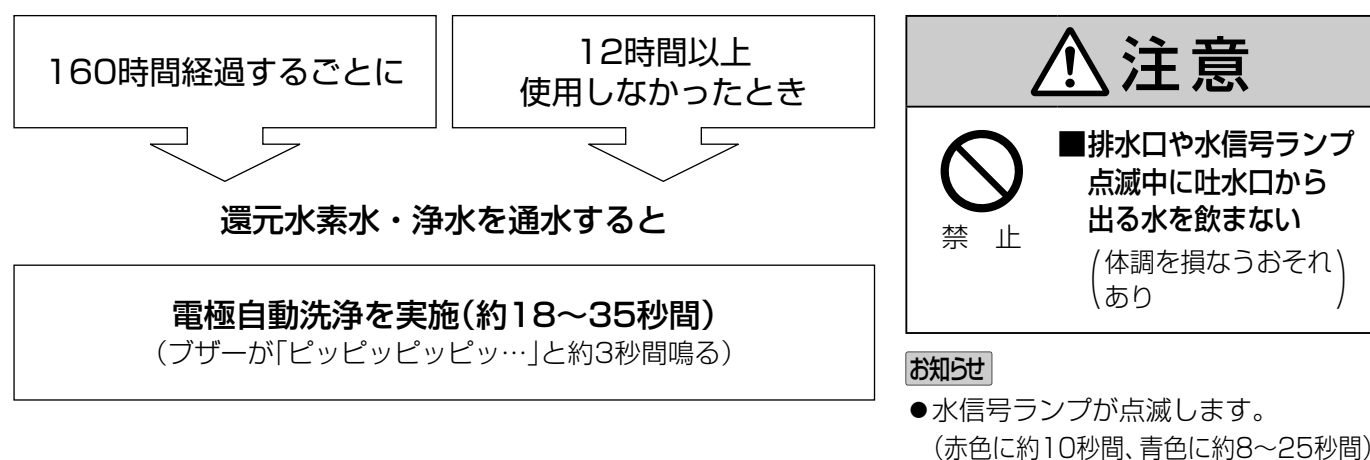 160時間経過するごとに
12時間以上
使用しなかったとき
還元水素水・浄水を通水すると
電極自動洗浄を実施(約18〜35秒間)
(ブザーが「ピッピッピッピッ…」と約3秒間鳴る)
注意
禁 止
■排水口や水信号ランプ
点滅中に吐水口から
出る水を飲まない
(体調を損なうおそれ
あり)
お知らせ
●水信号ランプが点滅します。
(赤色に約10秒間、青色に約8〜25秒間)